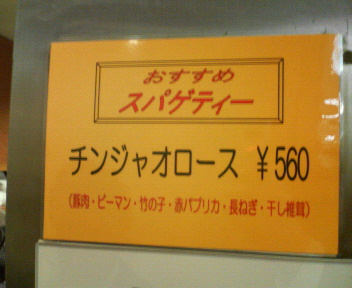 おすすめ
スパゲティー
チンジャオロース ¥560
(豚肉・ピーマン・竹の子・赤パプリカ・長ねぎ・干し椎茸)